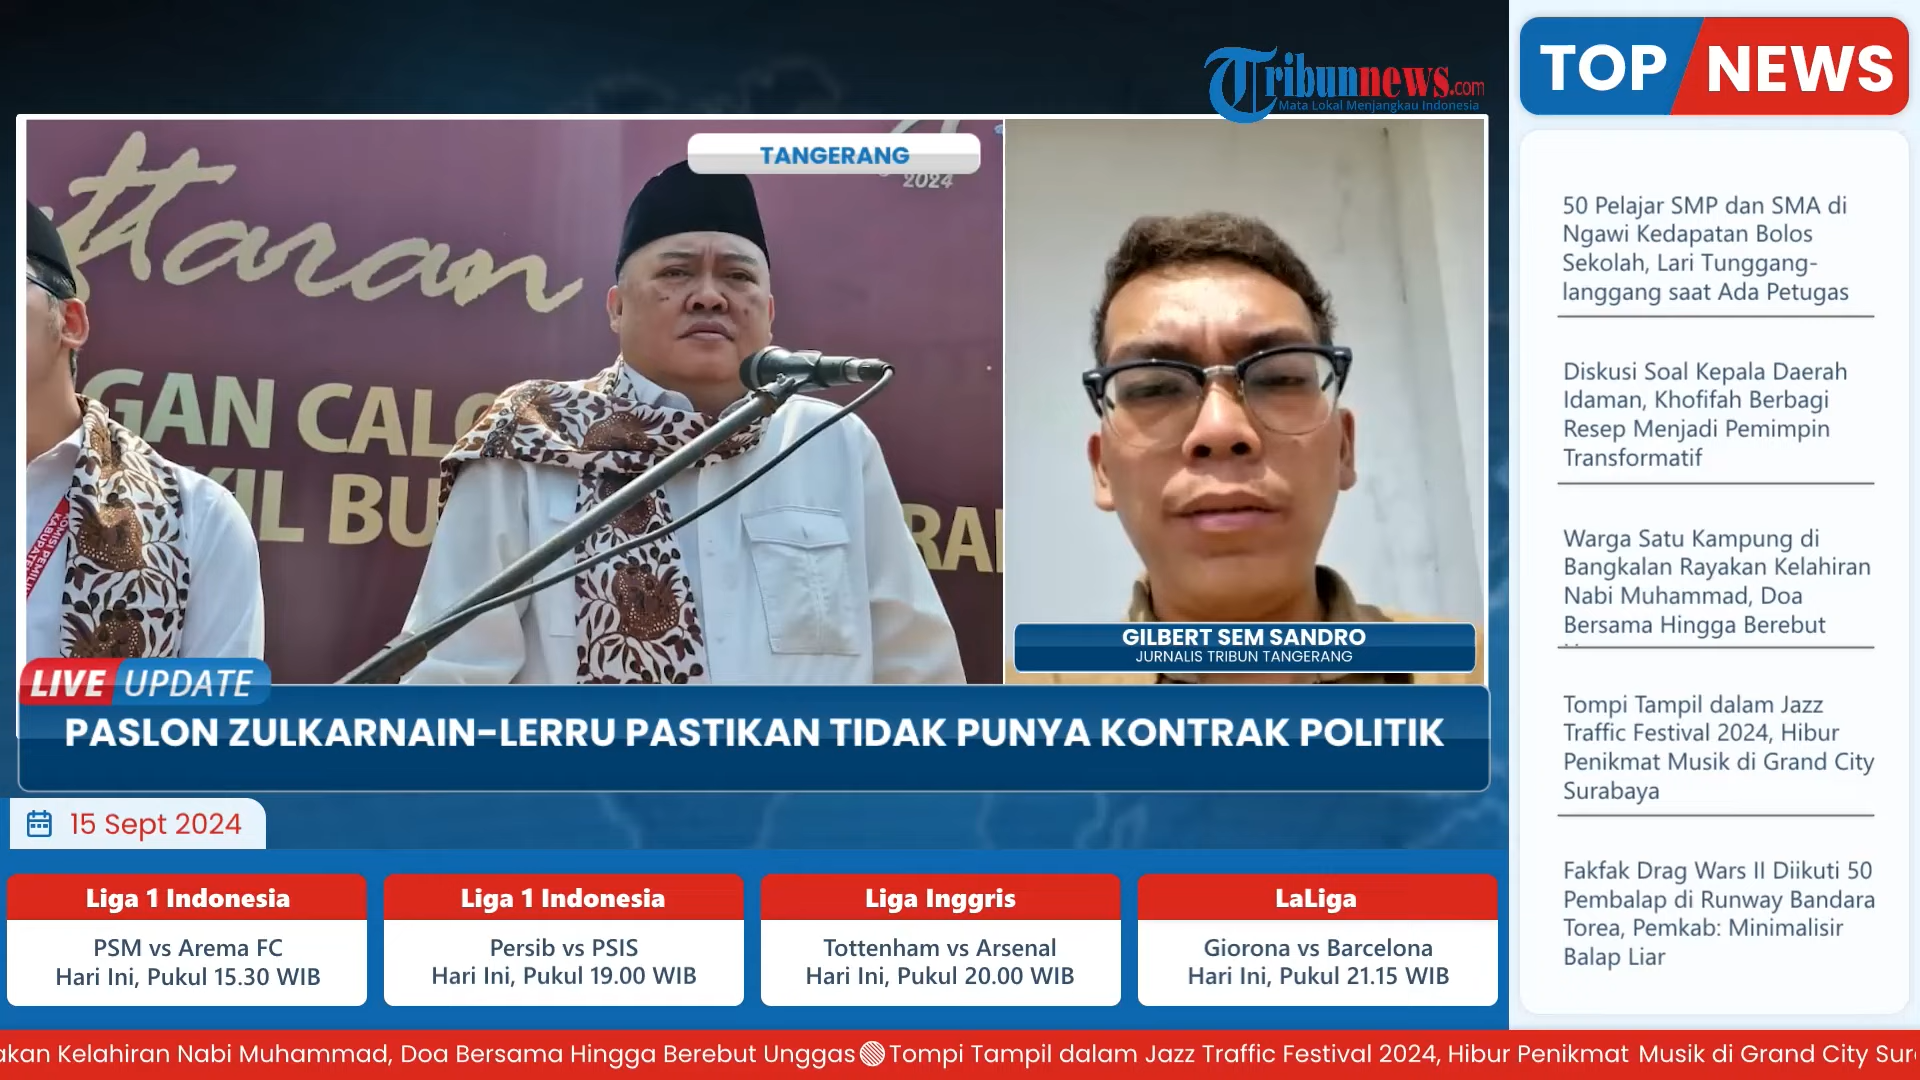 Tribunnews.com
Mata Lokal Menjangkau Indonesia
TOP NEWS
TANGERANG
2024
ttaran
GAN CALO
KIL BU
RAN
GILBERT SEM SANDRO
JURNALIS TRIBUN TANGERANG
LIVE UPDATE
PASLON ZULKARNAIN-LERRU PASTIKAN TIDAK PUNYA KONTRAK POLITIK
15 Sept 2024
Liga 1 Indonesia
PSM vs Arema FC
Hari Ini, Pukul 15.30 WIB
Liga 1 Indonesia
Persib vs PSIS
Hari Ini, Pukul 19.00 WIB
Liga Inggris
Tottenham vs Arsenal
Hari Ini, Pukul 20.00 WIB
LaLiga
Giorona vs Barcelona
Hari Ini, Pukul 21.15 WIB
50 Pelajar SMP dan SMA di
Ngawi Kedapatan Bolos
Sekolah, Lari Tunggang-
langgang saat Ada Petugas
Diskusi Soal Kepala Daerah
Idaman, Khofifah Berbagi
Resep Menjadi Pemimpin
Transformatif
Warga Satu Kampung di
Bangkalan Rayakan Kelahiran
Nabi Muhammad, Doa
Bersama Hingga Berebut
Tompi Tampil dalam Jazz
Traffic Festival 2024, Hibur
Penikmat Musik di Grand City
Surabaya
Fakfak Drag Wars II Diikuti 50
Pembalap di Runway Bandara
Torea, Pemkab: Minimalisir
Balap Liar
akan Kelahiran Nabi Muhammad, Doa Bersama Hingga Berebut Unggas Tompi Tampil dalam Jazz Traffic Festival 2024, Hibur Penikmat Musik di Grand City Sur